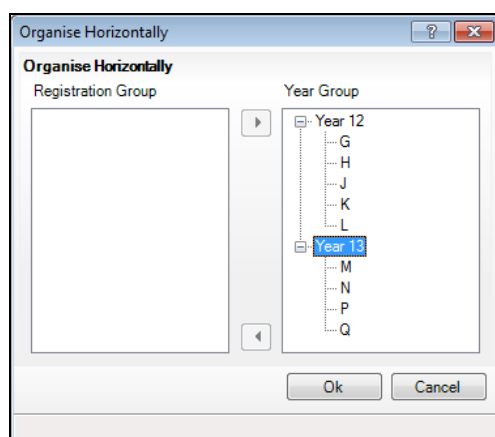 Organise Horizontally
?
Organise Horizontally
Registration Group
Year Group
Year 12
G
H
J
K
L
Year 13
M
N
P
Q
Ok
Cancel